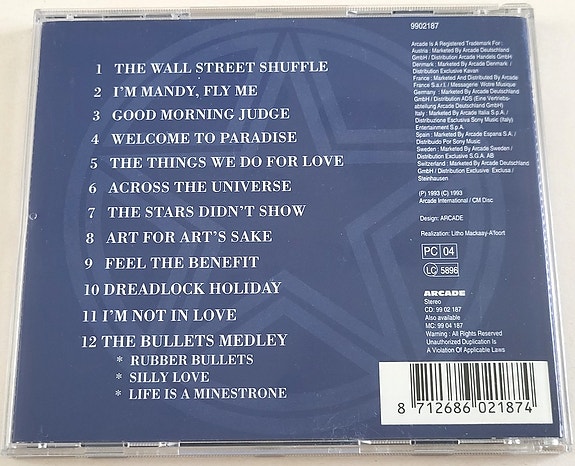 9902187
1 THE WALL STREET SHUFFLE
2 I'M MANDY, FLY ME
3 GOOD MORNING JUDGE
4 WELCOME TO PARADISE
5 THE THINGS WE DO FOR LOVE
6 ACROSS THE UNIVERSE
7 THE STARS DIDN'T SHOW
8 ART FOR ART'S SAKE
9 FEEL THE BENEFIT
10 DREADLOCK HOLIDAY
11 I'M NOT IN LOVE
12 THE BULLETS MEDLEY
* RUBBER BULLETS
* SILLY LOVE
* LIFE IS A MINESTRONE
Arcade Is A Registered Trademark For :
Austria : Marketed By Arcade Deutschland
GmbH / Distribution Arcade Handels GmbH
Denmark : Marketed By Arcade Denmark /
Distribution Exclusive Kavan
France : Marketed And Distributed By Arcade
France S.a r.l. / Messagerie Wotre Musique
Germany : Marketed By Arcade Deutschland
GmbH / Distribution ADS (Eine Vertriebs-
abteilung Arcade Deutschland GmbH)
Italy : Marketed By Arcade Italia S.p.A. /
Distribuzione Esclusiva Sony Music (Italy)
Entertainment S.p.A.
Spain : Marketed By Arcade Espana S.A. /
Distribudo Por Sony Music
Sweden : Marketed By Arcade Sweden /
Distribution Exclusive S.G.A. AB
Switzerland : Marketed By Arcade Deutschland
GmbH / Distribution Exclusive Exclusa /
Steinhausen
(P) 1993 (C) 1993
Arcade International / CM Disc
Design: ARCADE
Realization: Litho Mackaay-A'foort
PC 04
LC 5896
ARCADE
Stereo
CD: 99 02 187
Also available
MC: 99 04 187
Warning : All Rights Reserved
Unauthorized Duplication Is
A Violation Of Applicable Laws
8 712686 021874